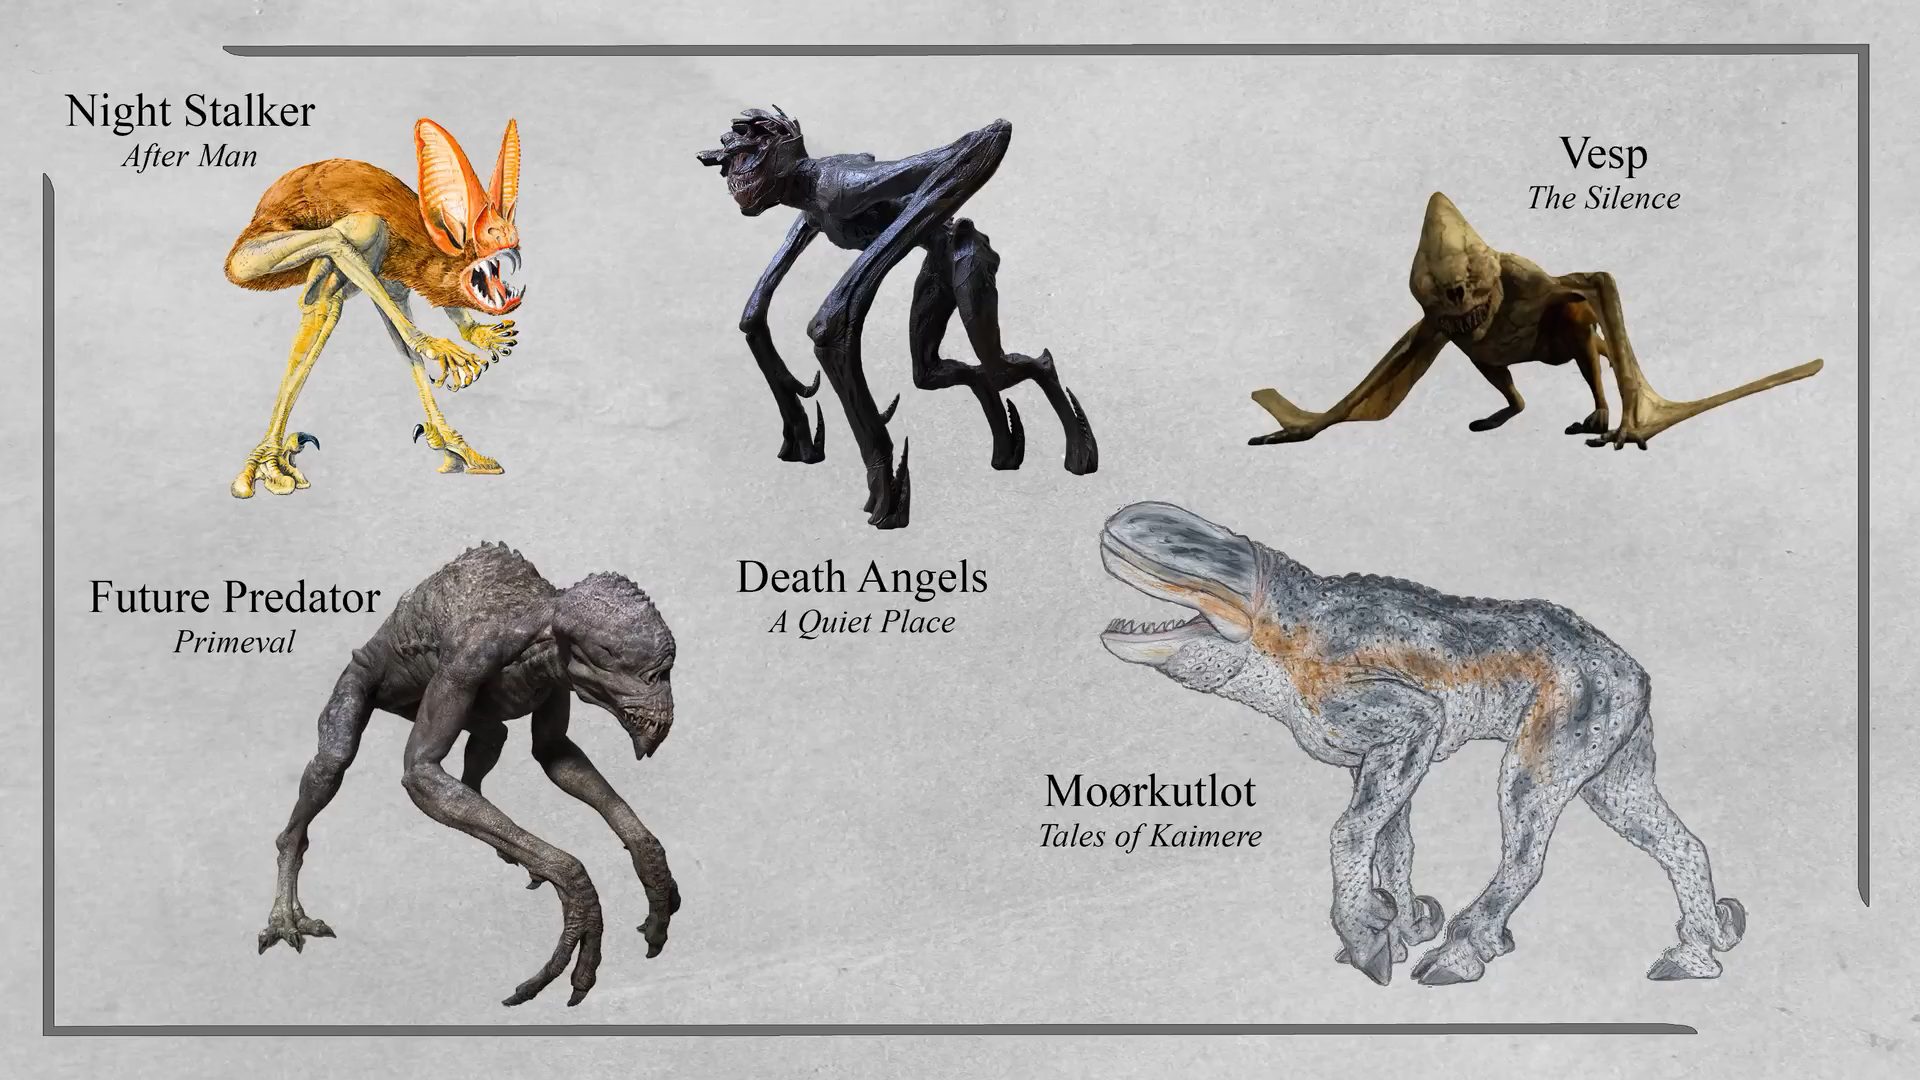 Night Stalker
After Man
Vesp
The Silence
Death Angels
A Quiet Place
Future Predator
Primeval
Moørkutlot
Tales of Kaimere